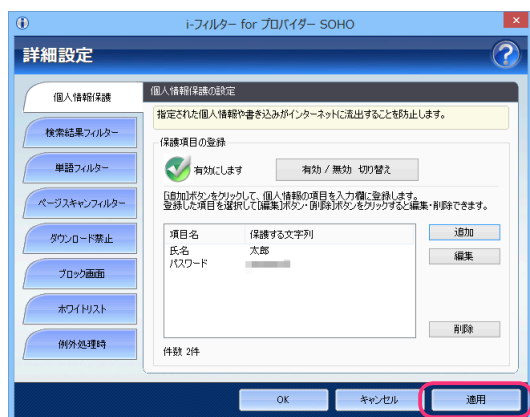 i-フィルター for プロバイダー SOHO
詳細設定
個人情報保護
検索結果フィルター
単語フィルター
ページスキャンフィルター
ダウンロード禁止
ブロック画面
ホワイトリスト
例外処理時
個人情報保護の設定
指定された個人情報や書き込みがインターネットに流出することを防止します。
保護項目の登録
有効にします
有効 / 無効 切り替え
[追加]ボタンをクリックして、個人情報の項目を入力欄に登録します。
登録した項目を選択して[編集]ボタン・[削除]ボタンをクリックすると編集・削除できます。
項目名 保護する文字列
氏名 太郎
パスワード
追加
編集
削除
件数 2件
OK
キャンセル
適用